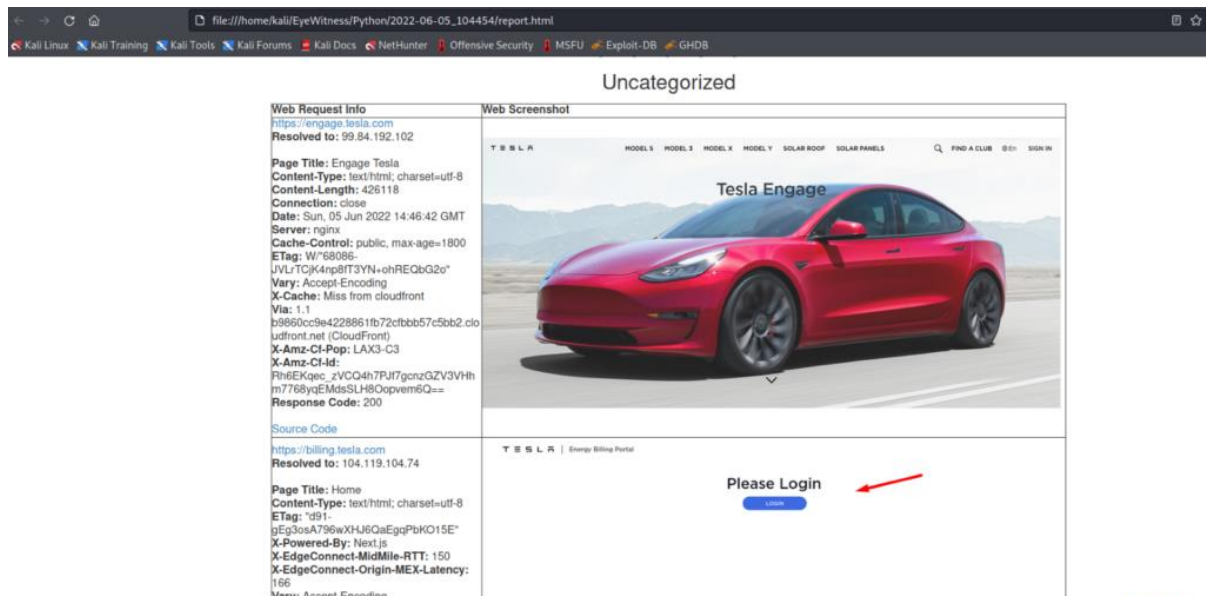 file:///home/kali/EyeWitness/Python/2022-06-05_104454/report.html
Kali Linux Kali Training Kali Tools Kali Forums Kali Docs NetHunter Offensive Security MSFU Exploit-DB GHDB
Uncategorized
Web Request Info Web Screenshot
https://engage.tesla.com
Resolved to: 99.84.192.102
Page Title: Engage Tesla
Content-Type: text/html; charset=utf-8
Content-Length: 426118
Connection: close
Date: Sun, 05 Jun 2022 14:46:42 GMT
Server: nginx
Cache-Control: public, max-age=1800
ETag: W/"68086-
JVLrTCjK4np8fT3YN+ohREQbG2o"
Vary: Accept-Encoding
X-Cache: Miss from cloudfront
Via: 1.1
b9860cc9e4228861fb72cfbbb57c5bb2.clo
udfront.net (CloudFront)
X-Amz-Cf-Pop: LAX3-C3
X-Amz-Cf-Id:
Rh6EKqec_zVCQ4h7PJf7gcnzGZV3VHh
m7768yqEMdsSLH8Oopvem6Q==
Response Code: 200
Source Code
TESLA MODEL S MODEL 3 MODEL X MODEL Y SOLAR ROOF SOLAR PANELS FIND A CLUB En SIGN IN
Tesla Engage
https://billing.tesla.com
Resolved to: 104.119.104.74
Page Title: Home
Content-Type: text/html; charset=utf-8
ETag: "d91-
gEg3osA796wXHJ6QaEgqPbKO15E"
X-Powered-By: Next.js
X-EdgeConnect-MidMile-RTT: 150
X-EdgeConnect-Origin-MEX-Latency:
166
Vary: Accept-Encoding
TESLA | Energy Billing Portal
Please Login
LOGIN